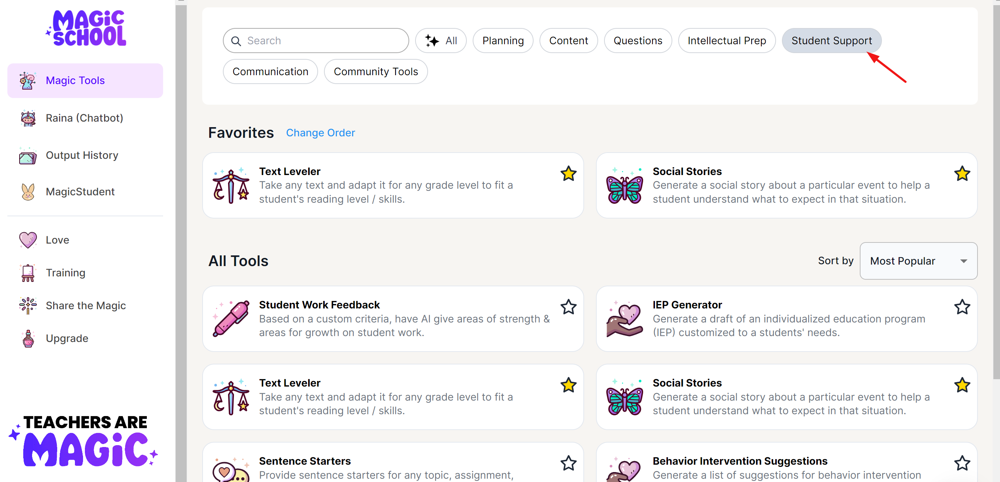 MAGIC
SCHOOL
Magic Tools
Raina (Chatbot)
Output History
MagicStudent
Love
Training
Share the Magic
Upgrade
TEACHERS ARE
MAGIC
Search
All
Planning
Content
Questions
Intellectual Prep
Student Support
Communication
Community Tools
Favorites
Change Order
Text Leveler
Take any text and adapt it for any grade level to fit a
student's reading level / skills.
Social Stories
Generate a social story about a particular event to help a
student understand what to expect in that situation.
All Tools
Sort by
Most Popular
Student Work Feedback
Based on a custom criteria, have AI give areas of strength &
areas for growth on student work.
IEP Generator
Generate a draft of an individualized education program
(IEP) customized to a students' needs.
Text Leveler
Take any text and adapt it for any grade level to fit a
student's reading level / skills.
Social Stories
Generate a social story about a particular event to help a
student understand what to expect in that situation.
Sentence Starters
Provide sentence starters for any topic, assignment,
Behavior Intervention Suggestions
Generate a list of suggestions for behavior intervention